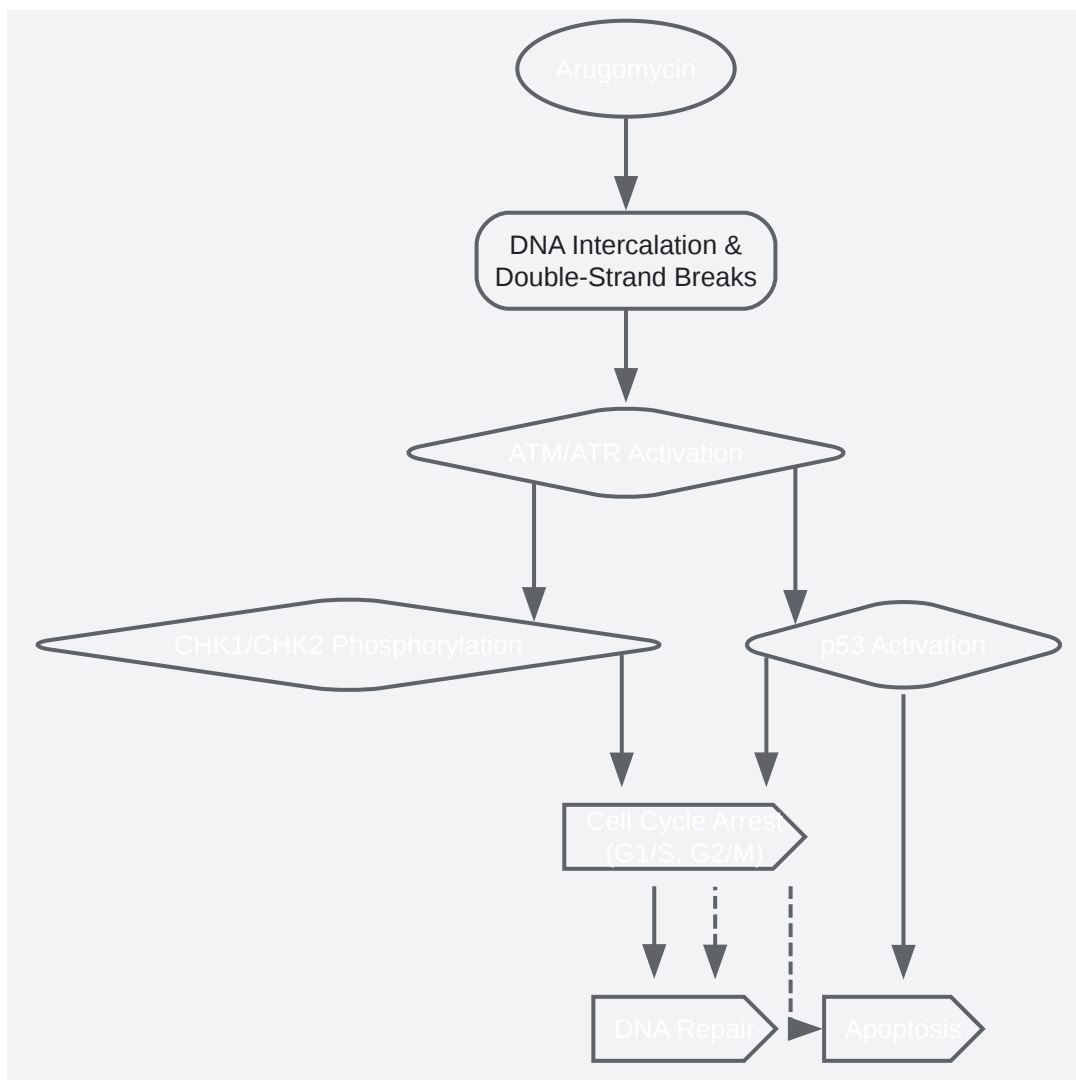 Arugomycin
DNA Intercalation &
Double-Strand Breaks
ATM/ATR Activation
CHK1/CHK2 Phosphorylation
p53 Activation
Cell Cycle Arrest
(G1/S, G2/M)
DNA Repair
Apoptosis